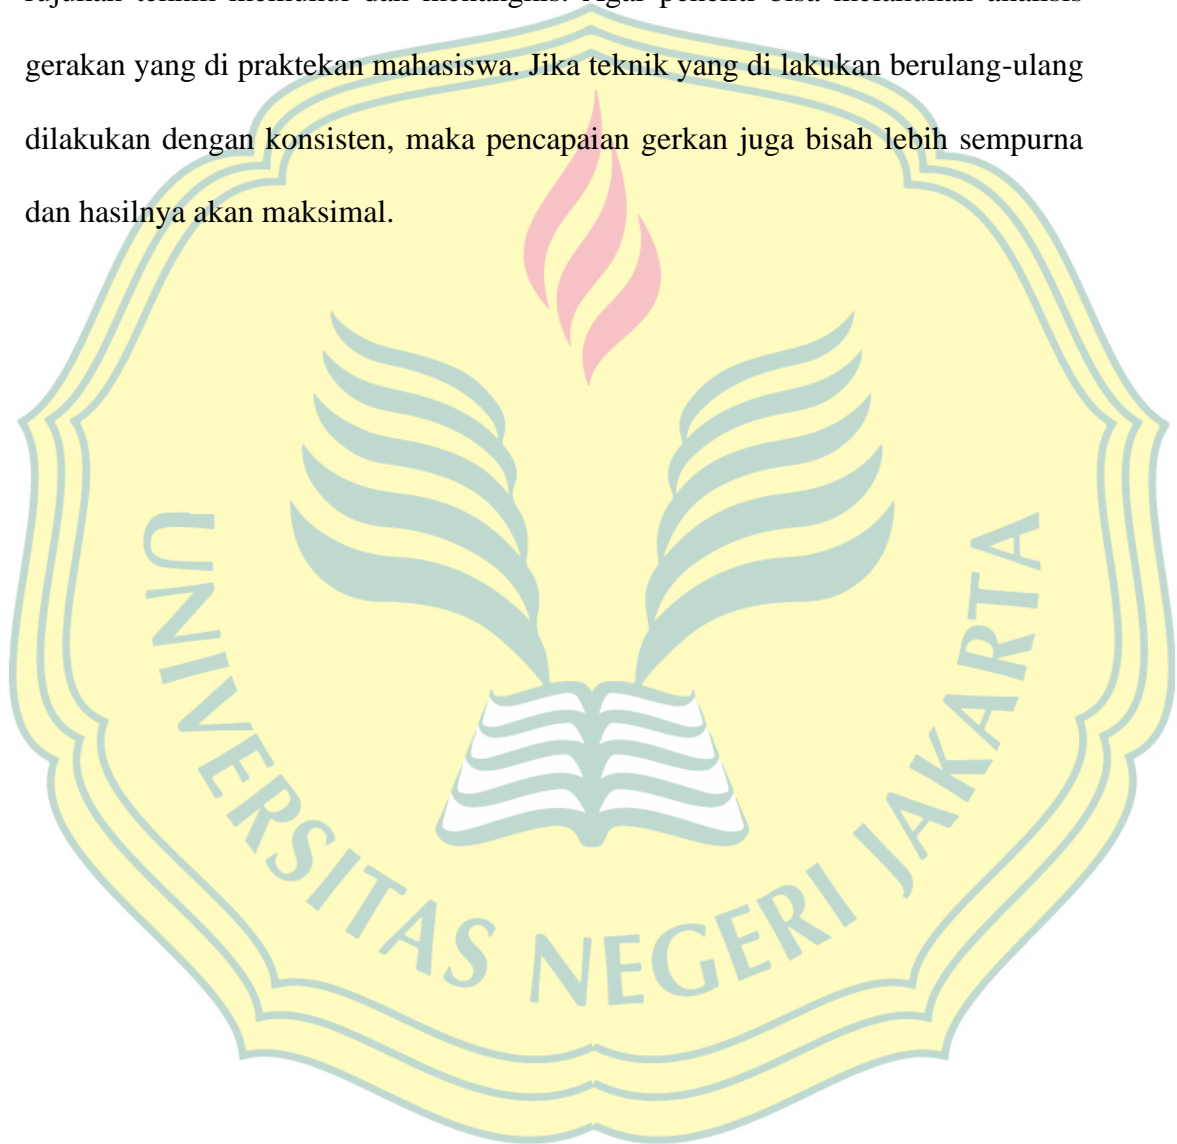 gerakan yang di praktekan mahasiswa. Jika teknik yang di lakukan berulang-ulang
dilakukan dengan konsisten, maka pencapaian gerkan juga bisah lebih sempurna
dan hasilnya akan maksimal.
UNIVERSITAS NEGERI JAKARTA